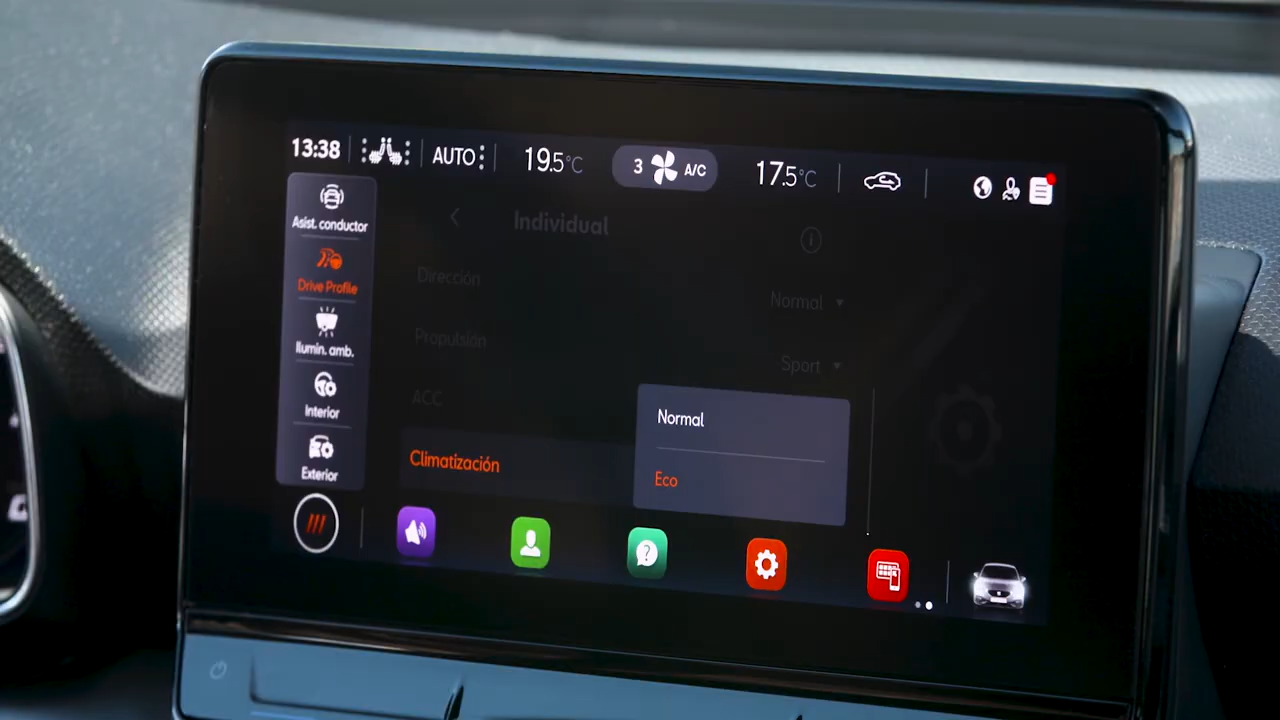 13:38 AUTO 19.5°C 3 A/C 17.5°C
Asist. conductor
Drive Profile
Ilumin. amb.
Interior
Exterior
Individual
Dirección
Normal
Propulsión
Sport
ACC
Climatización
Normal
Eco